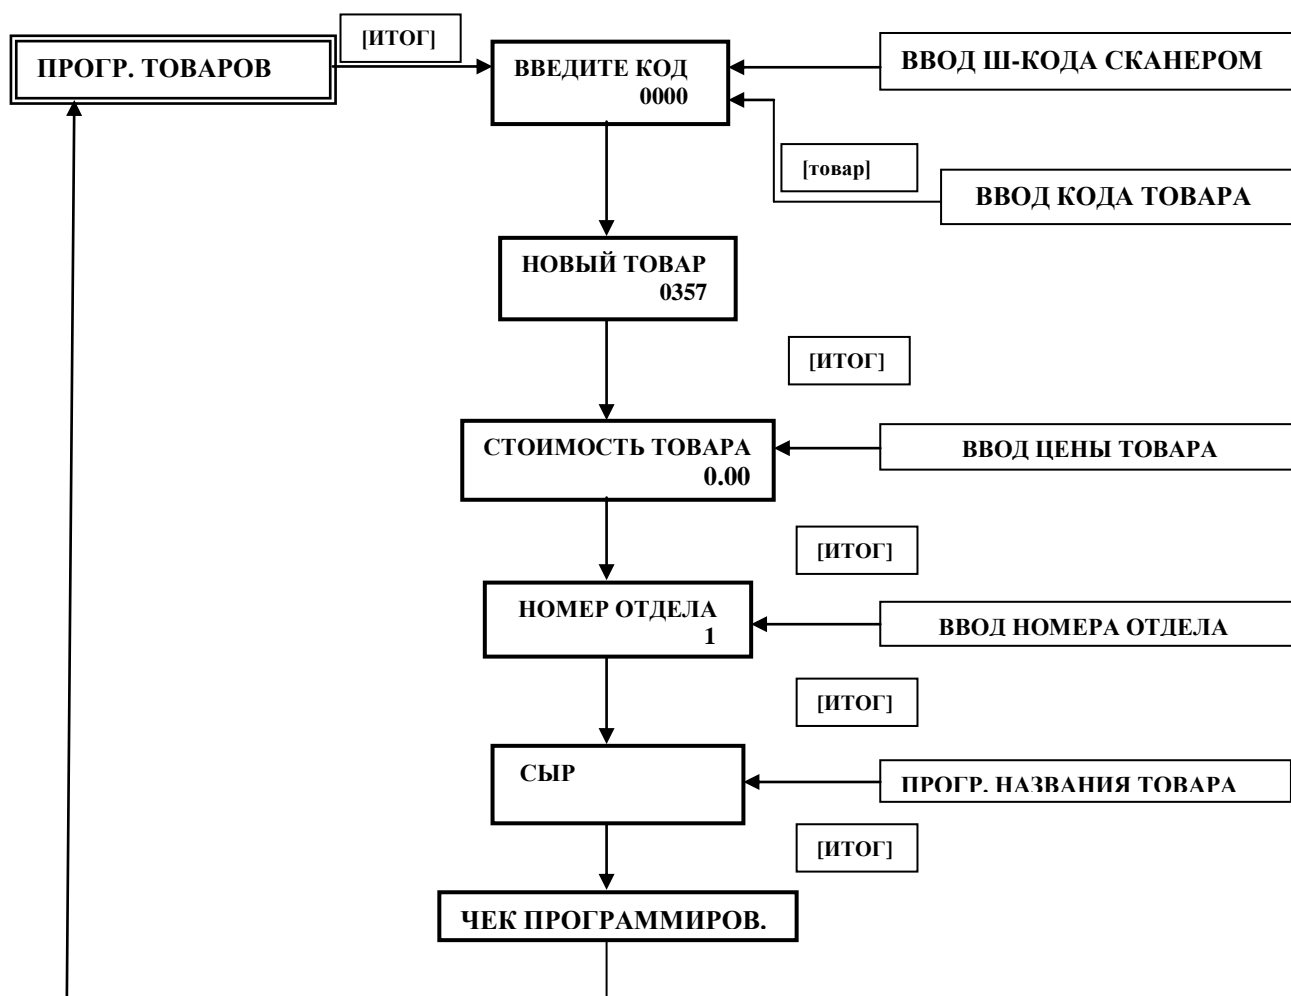 [ИТОГ]
ПРОГР. ТОВАРОВ
ВВЕДИТЕ КОД
0000
ВВОД Ш-КОДА СКАНЕРОМ
[товар]
ВВОД КОДА ТОВАРА
НОВЫЙ ТОВАР
0357
[ИТОГ]
СТОИМОСТЬ ТОВАРА
0.00
ВВОД ЦЕНЫ ТОВАРА
[ИТОГ]
НОМЕР ОТДЕЛА
1
ВВОД НОМЕРА ОТДЕЛА
[ИТОГ]
СЫР
ПРОГР. НАЗВАНИЯ ТОВАРА
[ИТОГ]
ЧЕК ПРОГРАММИРОВ.